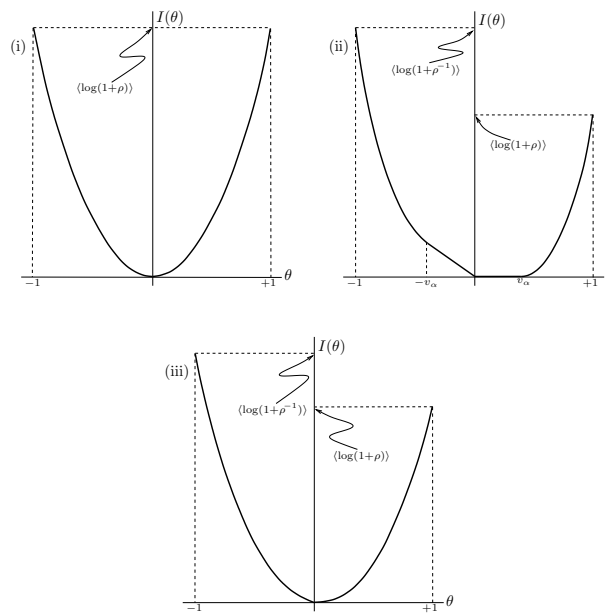 (i)
I(θ)
⟨log(1+ρ)⟩
−1
+1
θ
(ii)
I(θ)
⟨log(1+ρ⁻¹)⟩
⟨log(1+ρ)⟩
−1
−v_α
v_α
+1
θ
(iii)
I(θ)
⟨log(1+ρ⁻¹)⟩
⟨log(1+ρ)⟩
−1
+1
θ